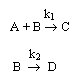 k₁
A + B → C
k₂
B → D